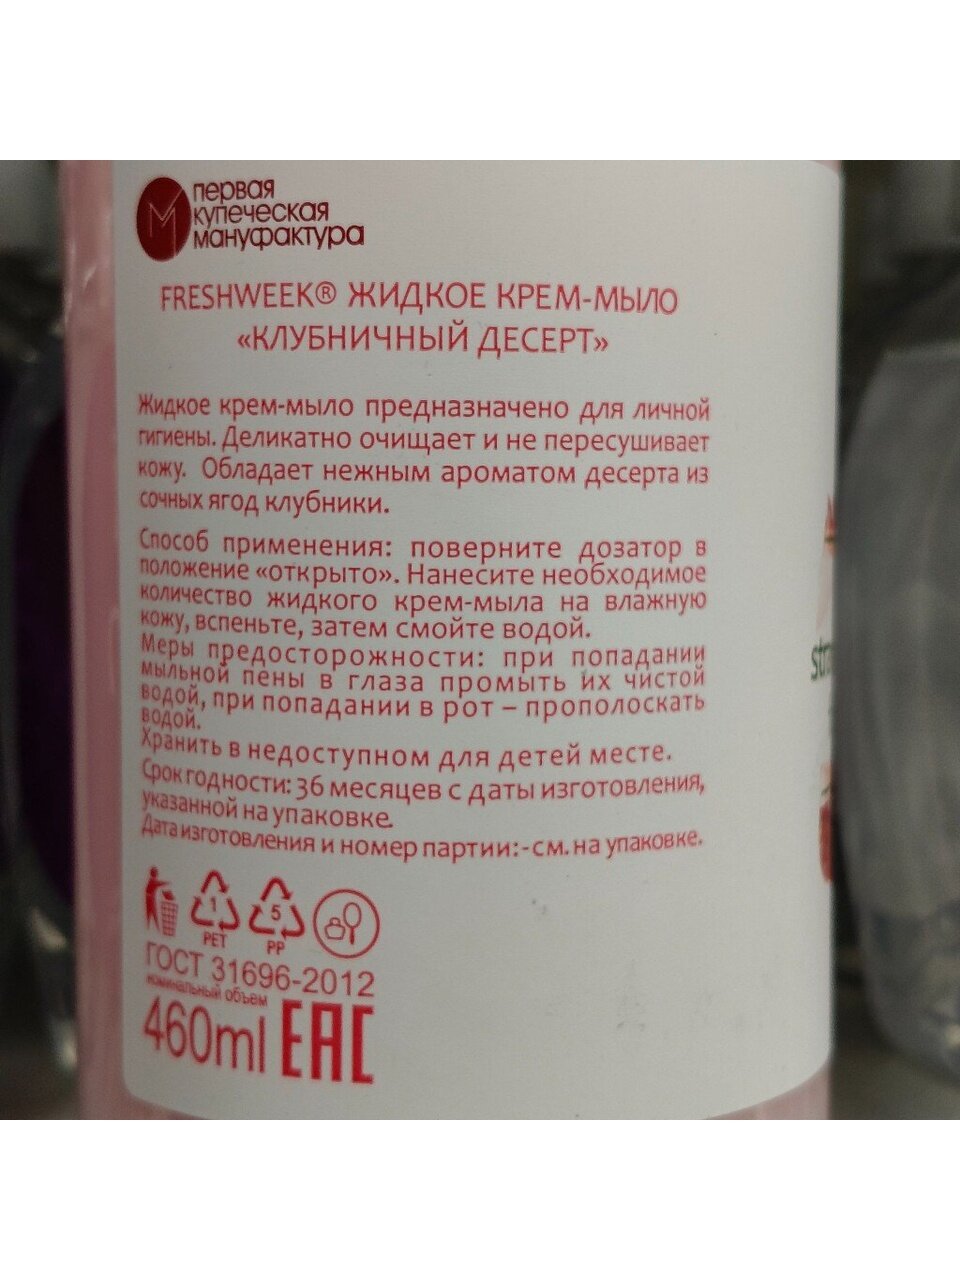 первая
купеческая
мануфактура
FRESHWEEK® ЖИДКОЕ КРЕМ-МЫЛО
«КЛУБНИЧНЫЙ ДЕСЕРТ»
Жидкое крем-мыло предназначено для личной
гигиены. Деликатно очищает и не пересушивает
кожу. Обладает нежным ароматом десерта из
сочных ягод клубники.
Способ применения: поверните дозатор в
положение «открыто». Нанесите необходимое
количество жидкого крем-мыла на влажную
кожу, вспеньте, затем смойте водой.
Меры предосторожности: при попадании
мыльной пены в глаза промыть их чистой
водой, при попадании в рот – прополоскать
водой.
Хранить в недоступном для детей месте.
Срок годности: 36 месяцев с даты изготовления,
указанной на упаковке.
Дата изготовления и номер партии:-см. на упаковке.
1
PET
5
PP
ГОСТ 31696-2012
номинальный объем
460ml EAC